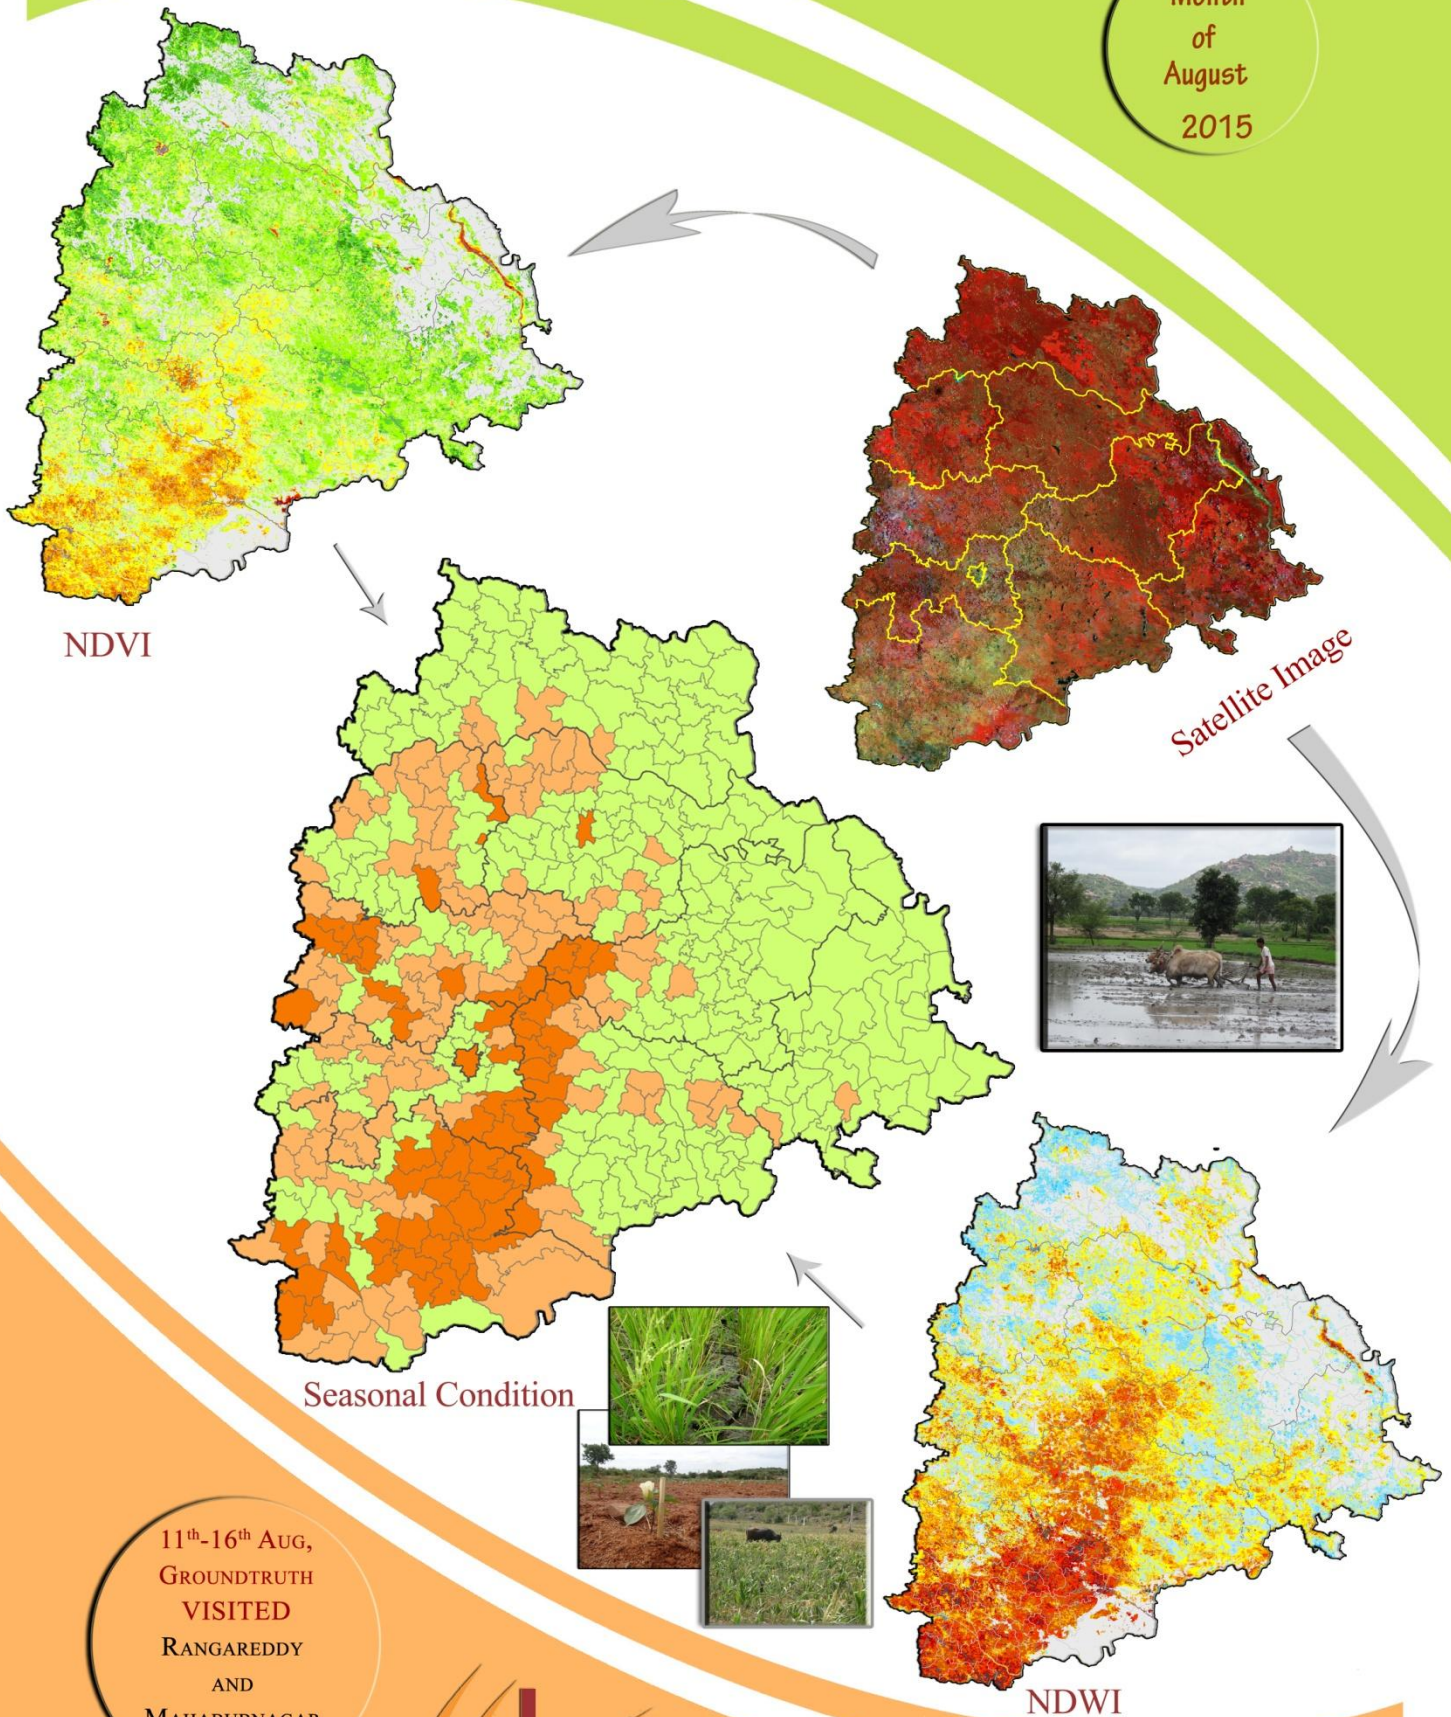 of
August
2015
NDVI
Satellite Image
Seasonal Condition
11th-16th AUG,
GROUNDTRUTH
VISITED
RANGAREDDY
AND
NDWI